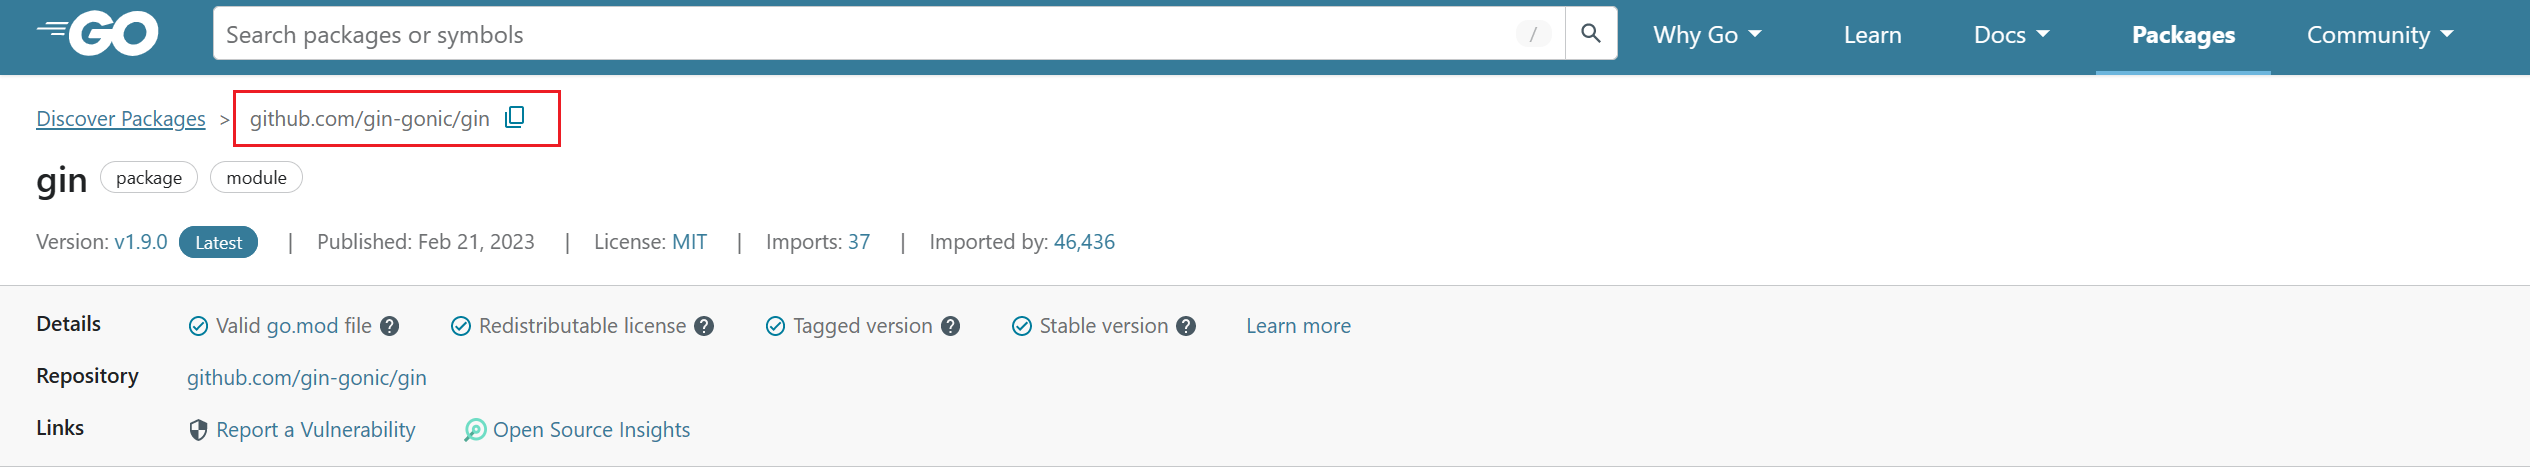 GO Search packages or symbols / Why Go Learn Docs Packages Community
Discover Packages > github.com/gin-gonic/gin
gin package module
Version: v1.9.0 Latest | Published: Feb 21, 2023 | License: MIT | Imports: 37 | Imported by: 46,436
Details Valid go.mod file ? Redistributable license ? Tagged version ? Stable version ? Learn more
Repository github.com/gin-gonic/gin
Links Report a Vulnerability Open Source Insights